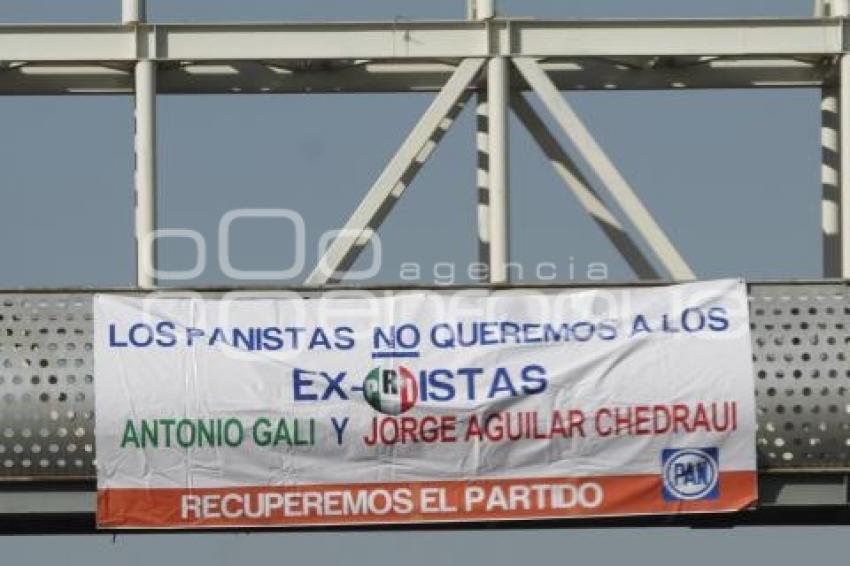 LOS PANISTAS NO QUEREMOS A LOS
EX-PRIISTAS
ANTONIO GALI Y JORGE AGUILAR CHEDRAUI
PAN
RECUPEREMOS EL PARTIDO
agencia